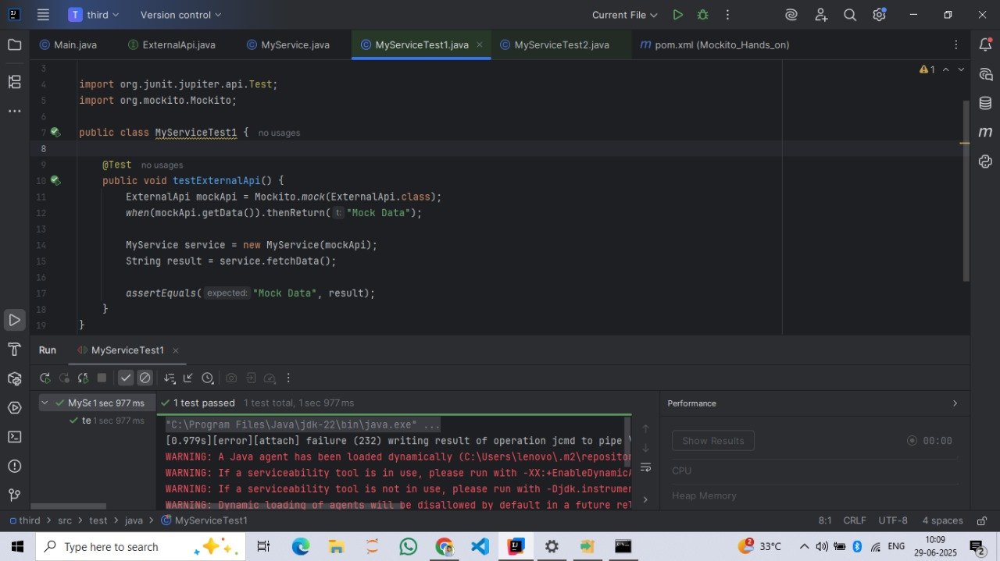 T third Version control Current File
Main.java ExternalApi.java MyService.java MyServiceTest1.java MyServiceTest2.java m pom.xml (Mockito_Hands_on)
3
4 import org.junit.jupiter.api.Test;
5 import org.mockito.Mockito;
6
7 public class MyServiceTest1 { no usages
8
9 @Test no usages
10 public void testExternalApi() {
11 ExternalApi mockApi = Mockito.mock(ExternalApi.class);
12 when(mockApi.getData()).thenReturn( t: "Mock Data");
13
14 MyService service = new MyService(mockApi);
15 String result = service.fetchData();
16
17 assertEquals( expected: "Mock Data", result);
18 }
19 }
1
Run MyServiceTest1
MySe 1 sec 977 ms
te 1 sec 977 ms
1 test passed 1 test total, 1 sec 977 ms
"C:\Program Files\Java\jdk-22\bin\java.exe" ...
[0.979s][error][attach] failure (232) writing result of operation jcmd to pipe \
WARNING: A Java agent has been loaded dynamically (C:\Users\lenovo\.m2\repositor
WARNING: If a serviceability tool is in use, please run with -XX:+EnableDynamicA
WARNING: If a serviceability tool is not in use, please run with -Djdk.instrumen
WARNING: Dynamic loading of agents will be disallowed by default in a future rel
Performance
Show Results 00:00
CPU
Heap Memory
third > src > test > java > MyServiceTest1 8:1 CRLF UTF-8 4 spaces
Type here to search 2 33°C ENG 10:09 29-06-2025 2